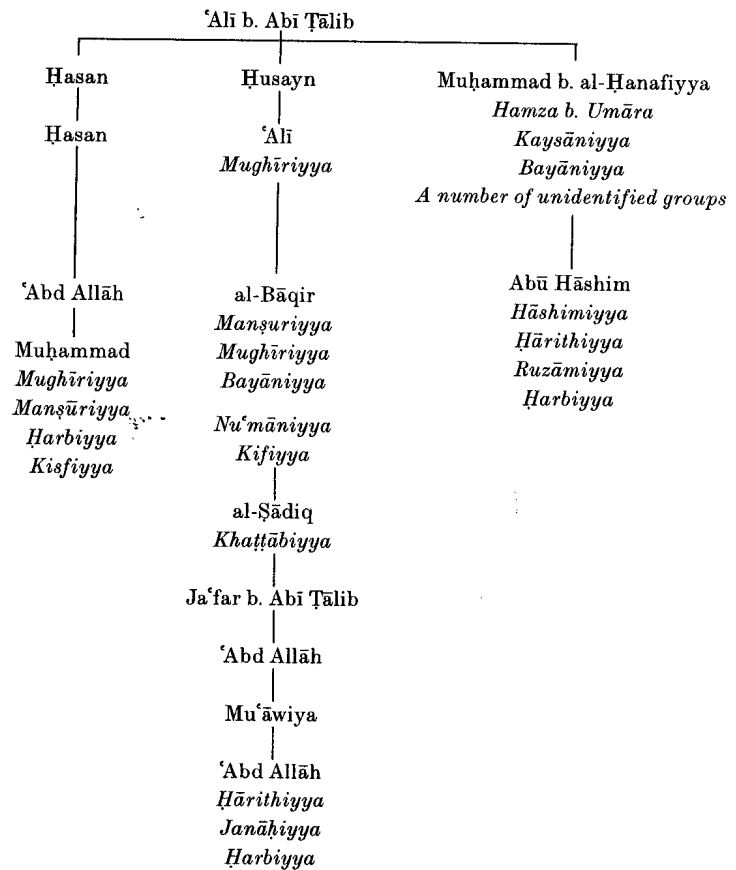 ʿAlī b. Abī Ṭālib
Ḥasan
Ḥasan
ʿAbd Allāh
Muḥammad
Mughīriyya
Manṣūriyya
Ḥarbiyya
Kisfiyya
Ḥusayn
ʿAlī
Mughīriyya
al-Bāqir
Manṣuriyya
Mughīriyya
Bayāniyya
Nuʿmāniyya
Kifiyya
al-Ṣādiq
Khaṭṭābiyya
Jaʿfar b. Abī Ṭālib
ʿAbd Allāh
Muʿāwiya
ʿAbd Allāh
Ḥārithiyya
Janāḥiyya
Ḥarbiyya
Muḥammad b. al-Ḥanafiyya
Hamza b. Umāra
Kaysāniyya
Bayāniyya
A number of unidentified groups
Abū Hāshim
Hāshimiyya
Ḥārithiyya
Ruzāmiyya
Ḥarbiyya